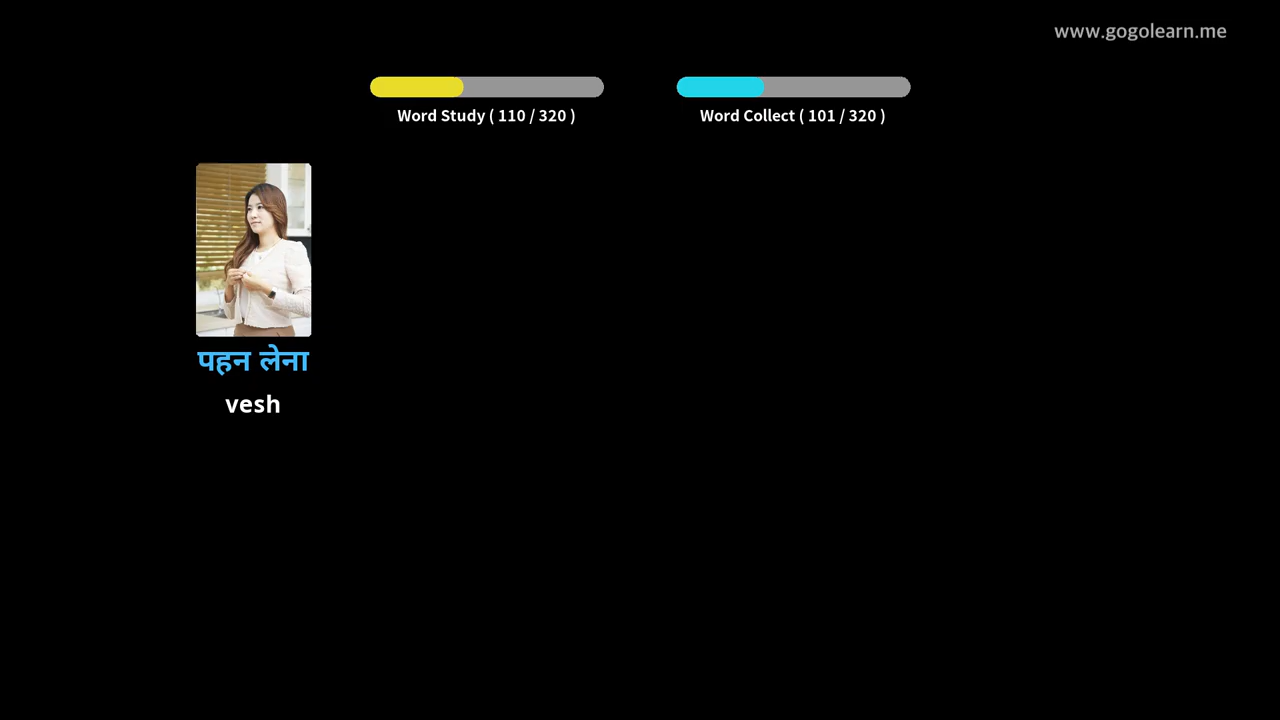 www.gogolearn.me
Word Study ( 110 / 320 )
Word Collect ( 101 / 320 )
पहन लेना
vesh